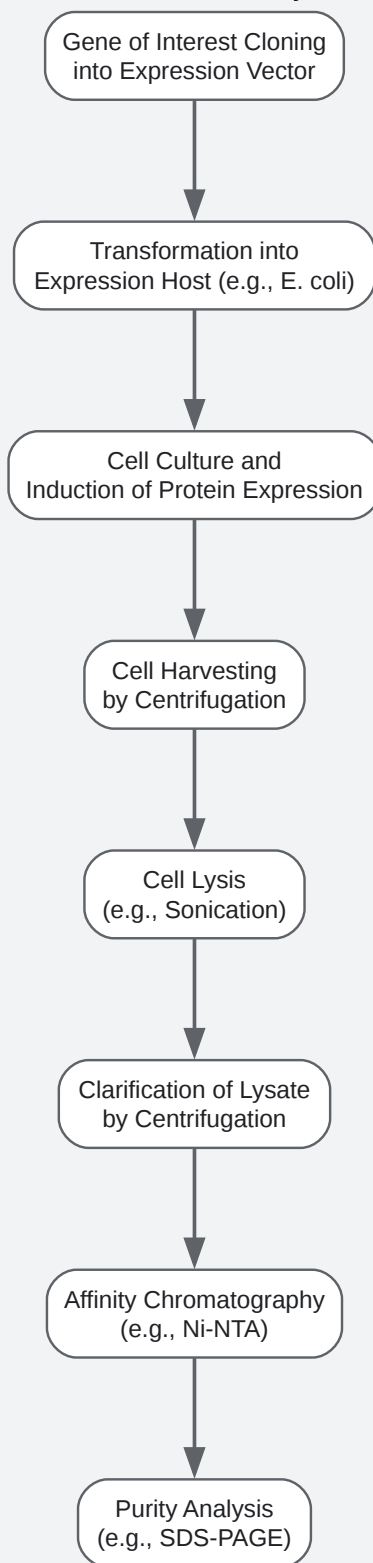 Gene of Interest Cloning
into Expression Vector
Transformation into
Expression Host (e.g., E. coli)
Cell Culture and
Induction of Protein Expression
Cell Harvesting
by Centrifugation
Cell Lysis
(e.g., Sonication)
Clarification of Lysate
by Centrifugation
Affinity Chromatography
(e.g., Ni-NTA)
Purity Analysis
(e.g., SDS-PAGE)